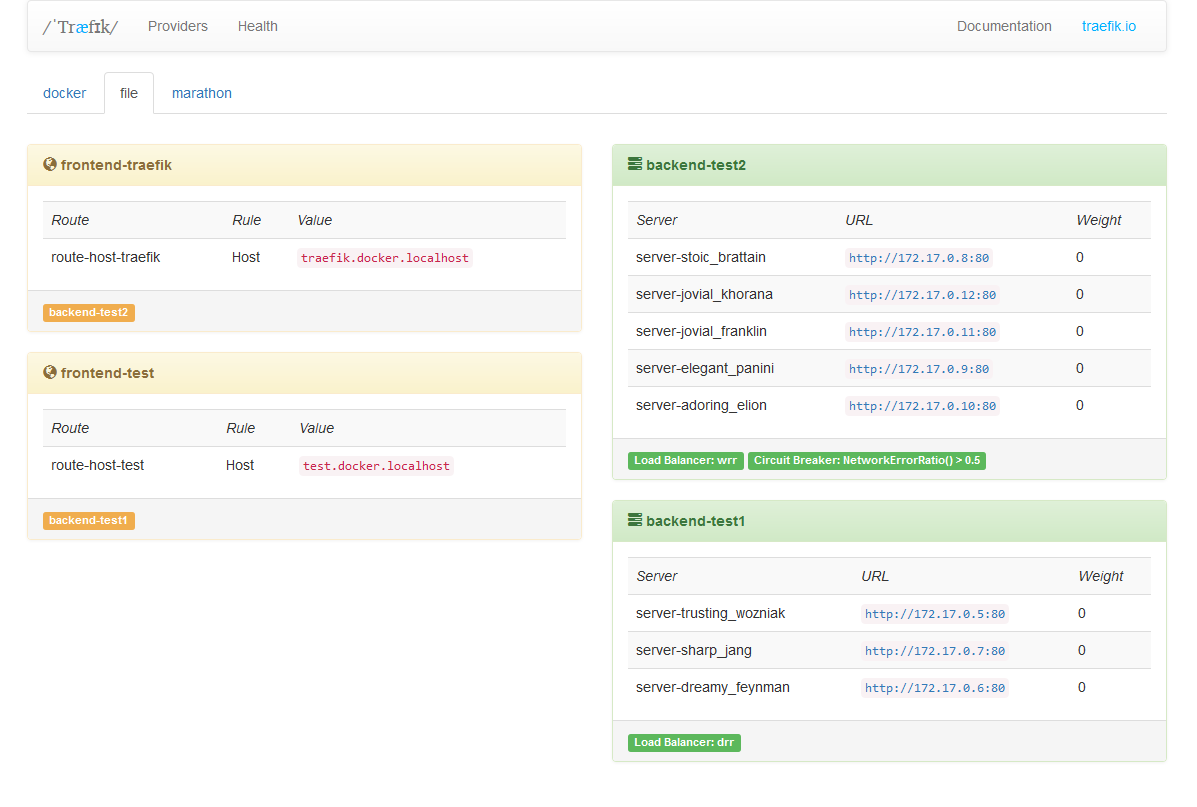 /ˈTræfɪk/ Providers Health Documentation traefik.io
docker file marathon
frontend-traefik
Route Rule Value
route-host-traefik Host traefik.docker.localhost
backend-test2
frontend-test
Route Rule Value
route-host-test Host test.docker.localhost
backend-test1
backend-test2
Server URL Weight
server-stoic_brattain http://172.17.0.8:80 0
server-jovial_khorana http://172.17.0.12:80 0
server-jovial_franklin http://172.17.0.11:80 0
server-elegant_panini http://172.17.0.9:80 0
server-adoring_elion http://172.17.0.10:80 0
Load Balancer: wrr Circuit Breaker: NetworkErrorRatio() > 0.5
backend-test1
Server URL Weight
server-trusting_wozniak http://172.17.0.5:80 0
server-sharp_jang http://172.17.0.7:80 0
server-dreamy_feynman http://172.17.0.6:80 0
Load Balancer: drr